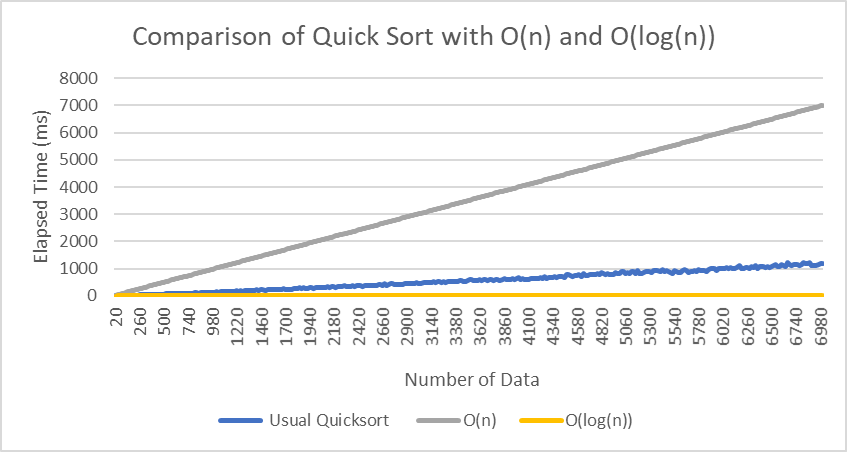 Comparison of Quick Sort with O(n) and O(log(n))
Elapsed Time (ms)
8000
7000
6000
5000
4000
3000
2000
1000
0
20 260 500 740 980 1220 1460 1700 1940 2180 2420 2660 2900 3140 3380 3620 3860 4100 4340 4580 4820 5060 5300 5540 5780 6020 6260 6500 6740 6980
Number of Data
Usual Quicksort O(n) O(log(n))